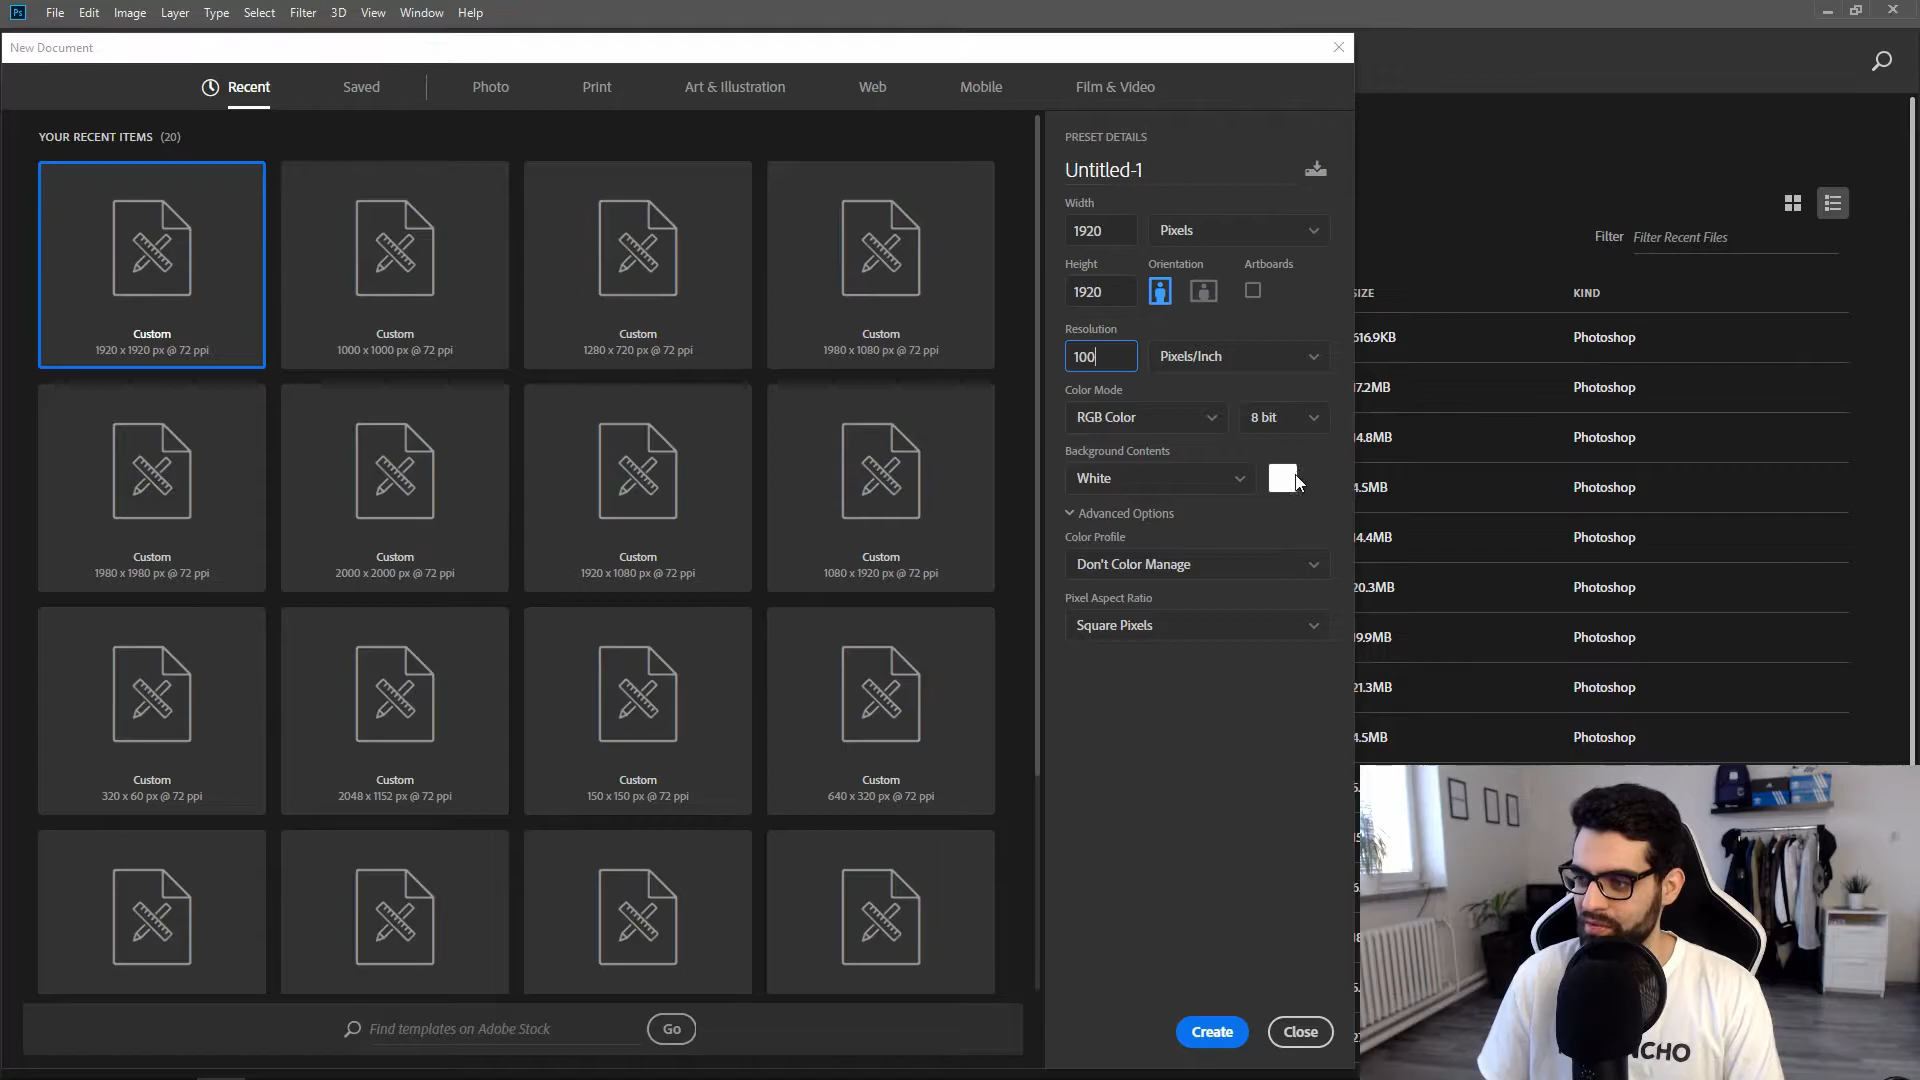 Ps File Edit Image Layer Type Select Filter 3D View Window Help
New Document
Recent Saved Photo Print Art & Illustration Web Mobile Film & Video
YOUR RECENT ITEMS (20)
Custom
1920 x 1920 px @ 72 ppi
Custom
1000 x 1000 px @ 72 ppi
Custom
1280 x 720 px @ 72 ppi
Custom
1980 x 1080 px @ 72 ppi
Custom
1980 x 1980 px @ 72 ppi
Custom
2000 x 2000 px @ 72 ppi
Custom
1920 x 1080 px @ 72 ppi
Custom
1080 x 1920 px @ 72 ppi
Custom
320 x 60 px @ 72 ppi
Custom
2048 x 1152 px @ 72 ppi
Custom
150 x 150 px @ 72 ppi
Custom
640 x 320 px @ 72 ppi
Find templates on Adobe Stock Go
PRESET DETAILS
Untitled-1
Width
1920 Pixels
Height Orientation Artboards
1920
Resolution
100 Pixels/Inch
Color Mode
RGB Color 8 bit
Background Contents
White
Advanced Options
Color Profile
Don't Color Manage
Pixel Aspect Ratio
Square Pixels
Create Close
Filter Filter Recent Files
SIZE KIND
616.9KB Photoshop
17.2MB Photoshop
14.8MB Photoshop
4.5MB Photoshop
14.4MB Photoshop
20.3MB Photoshop
19.9MB Photoshop
21.3MB Photoshop
4.5MB Photoshop